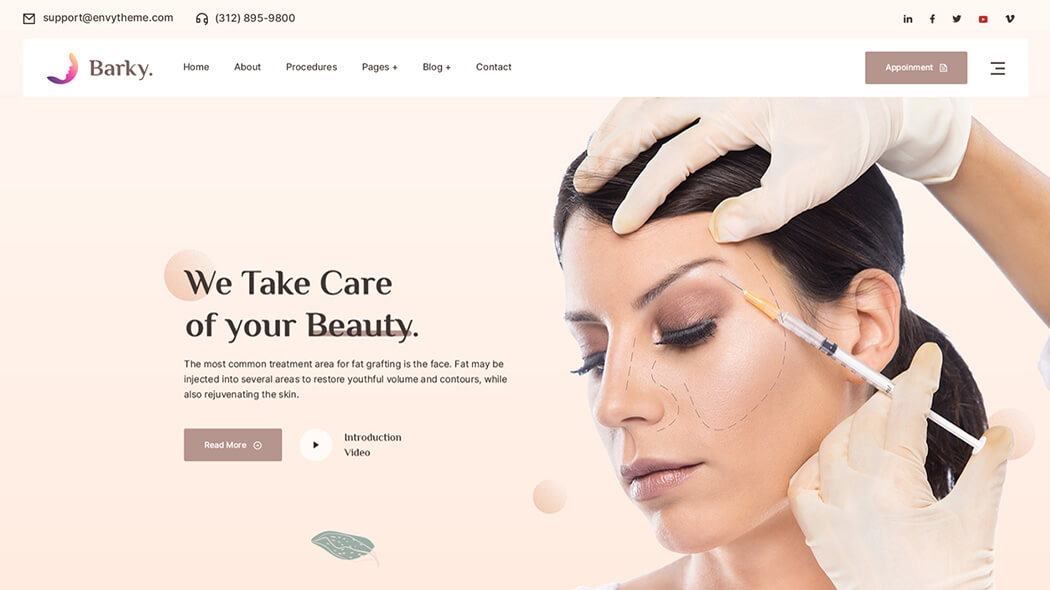 support@envytheme.com
(312) 895-9800
Barky.
Home
About
Procedures
Pages +
Blog +
Contact
Appoinment
We Take Care
of your Beauty.
The most common treatment area for fat grafting is the face. Fat may be
injected into several areas to restore youthful volume and contours, while
also rejuvenating the skin.
Read More
Introduction
Video